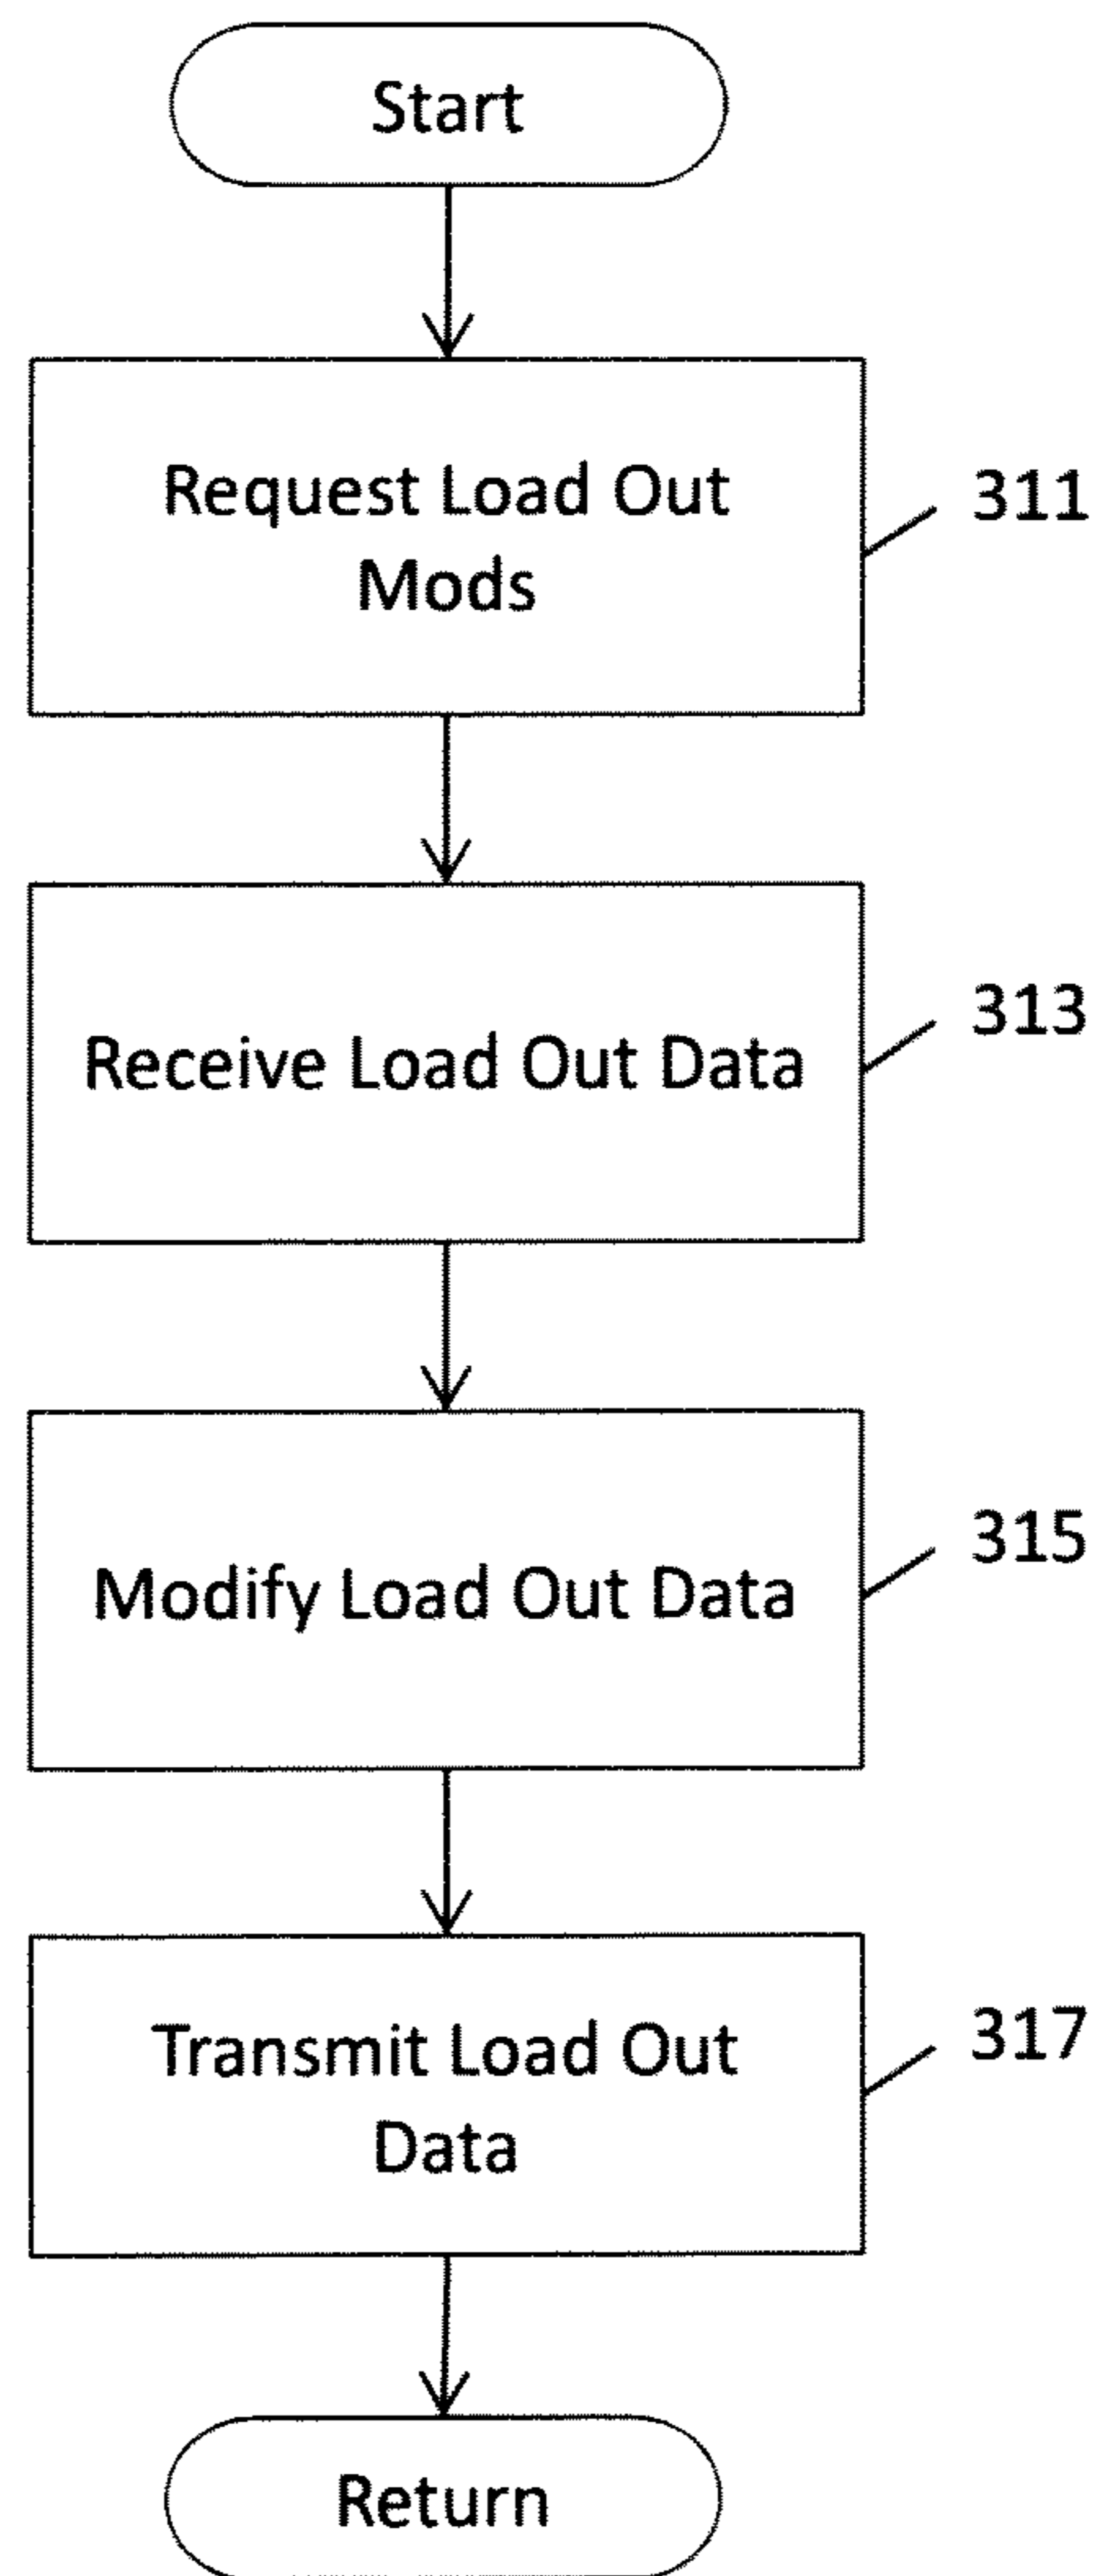 Start
Request Load Out
Mods
311
Receive Load Out Data
313
Modify Load Out Data
315
Transmit Load Out
Data
317
Return